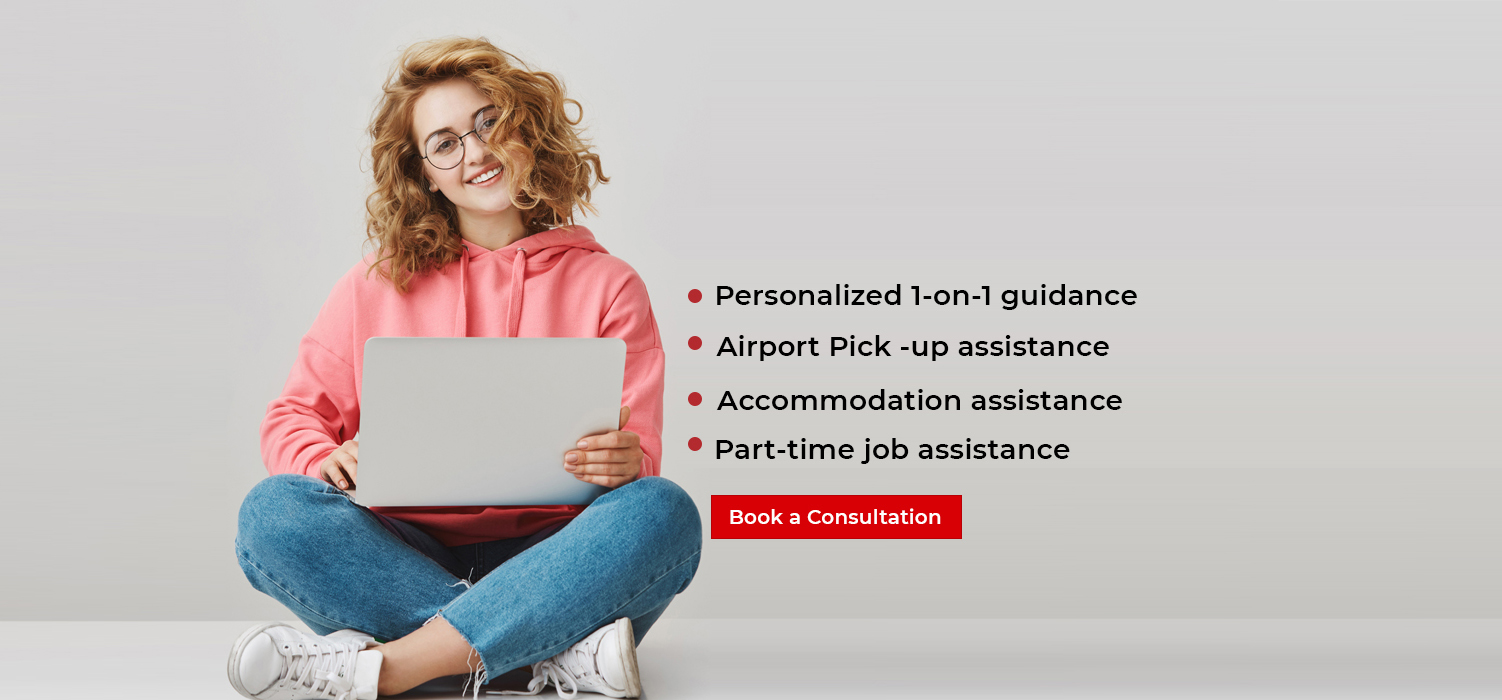 Personalized 1-on-1 guidance
Airport Pick -up assistance
Accommodation assistance
Part-time job assistance
Book a Consultation